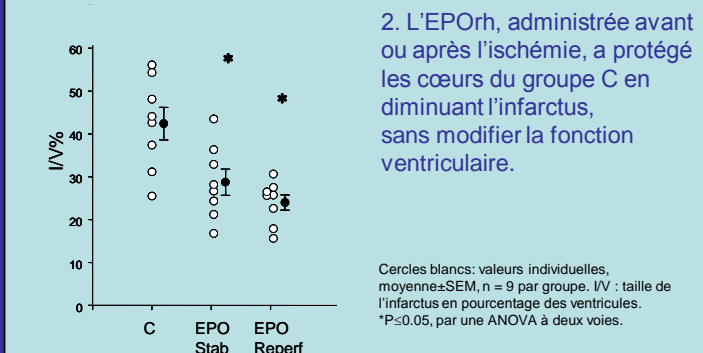 2. L'EPOrh, administrée avant
ou après l'ischémie, a protégé
les cœurs du groupe C en
diminuant l'infarctus,
sans modifier la fonction
ventriculaire.
60
50
40
30
20
10
0
I/V%
*
*
C
EPO
Stab
EPO
Reperf
Cercles blancs: valeurs individuelles,
moyenne±SEM, n = 9 par groupe. I/V : taille de
l'infarctus en pourcentage des ventricules.
*P≤0.05, par une ANOVA à deux voies.